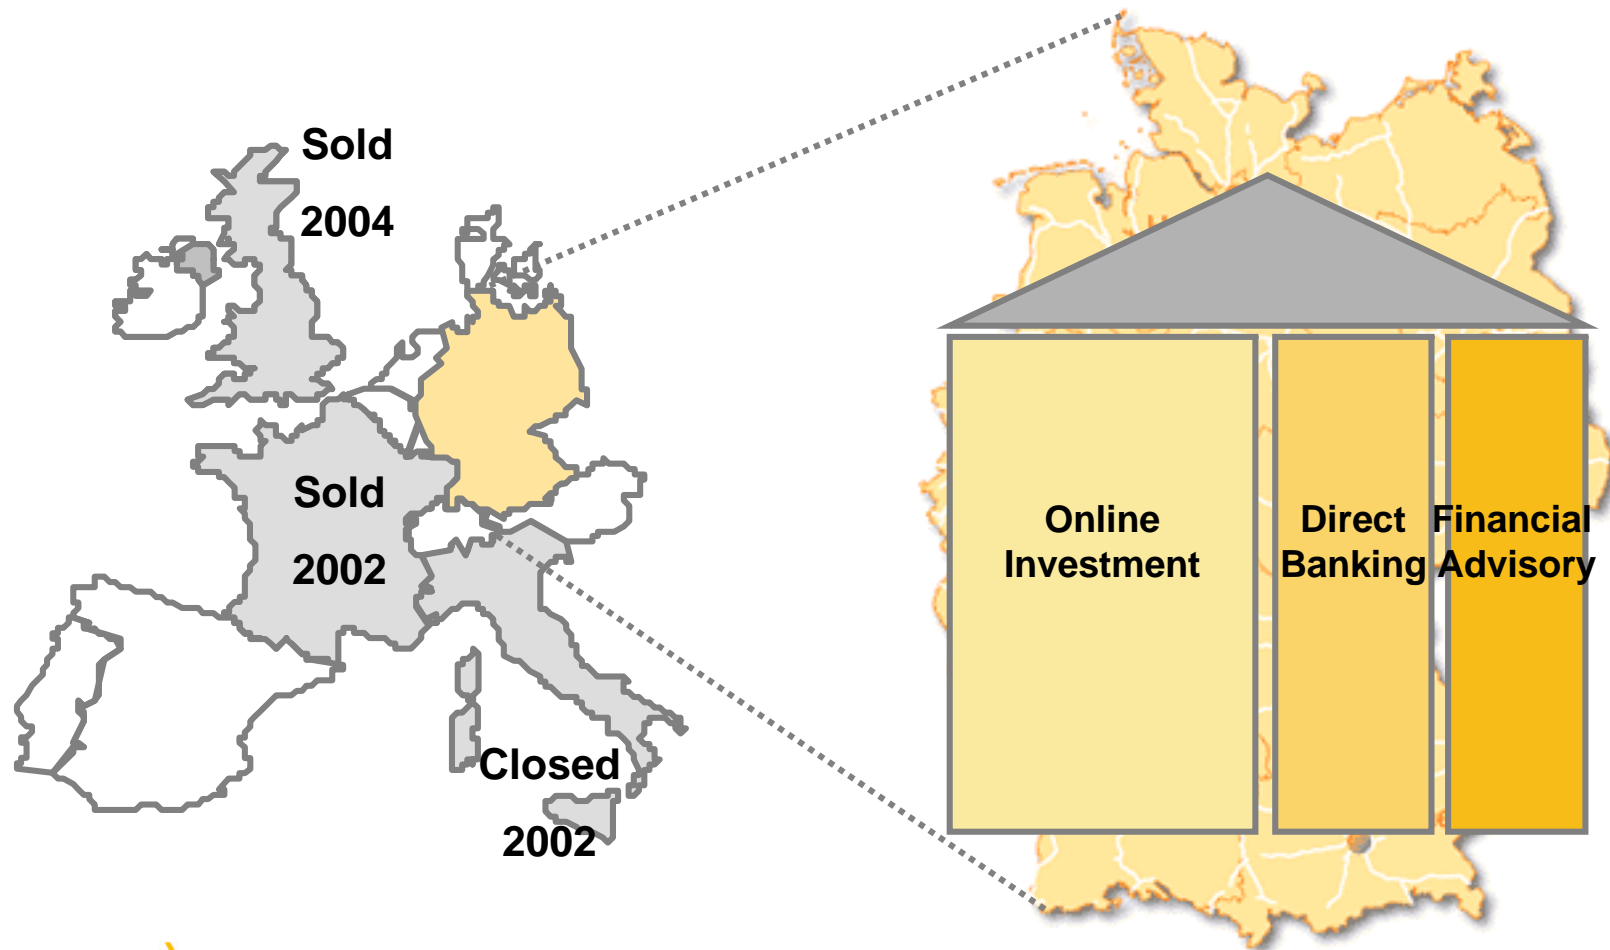 Sold
2004
Sold
2002
Closed
2002
Online
Investment
Direct
Banking
Financial
Advisory